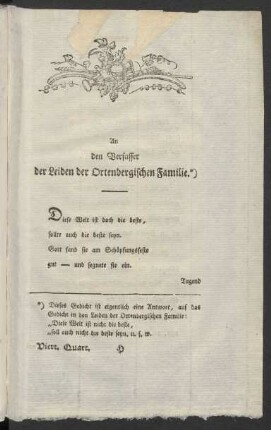 An
den Verfasser
der Leiden der Ortenbergischen Familie.*)
Diese Welt ist doch die beste,
sollte auch die beste seyn.
Gott fand sie am Schöpfungsfeste
gut — und segnete sie ein.
Tugend
*) Dieses Gedicht ist eigentlich eine Antwort, auf das
Gedicht in den Leiden der Ortenbergischen Familie:
„Diese Welt ist nicht die beste,
„soll auch nicht die beste seyn, u. s. w.
Viert. Quart. H